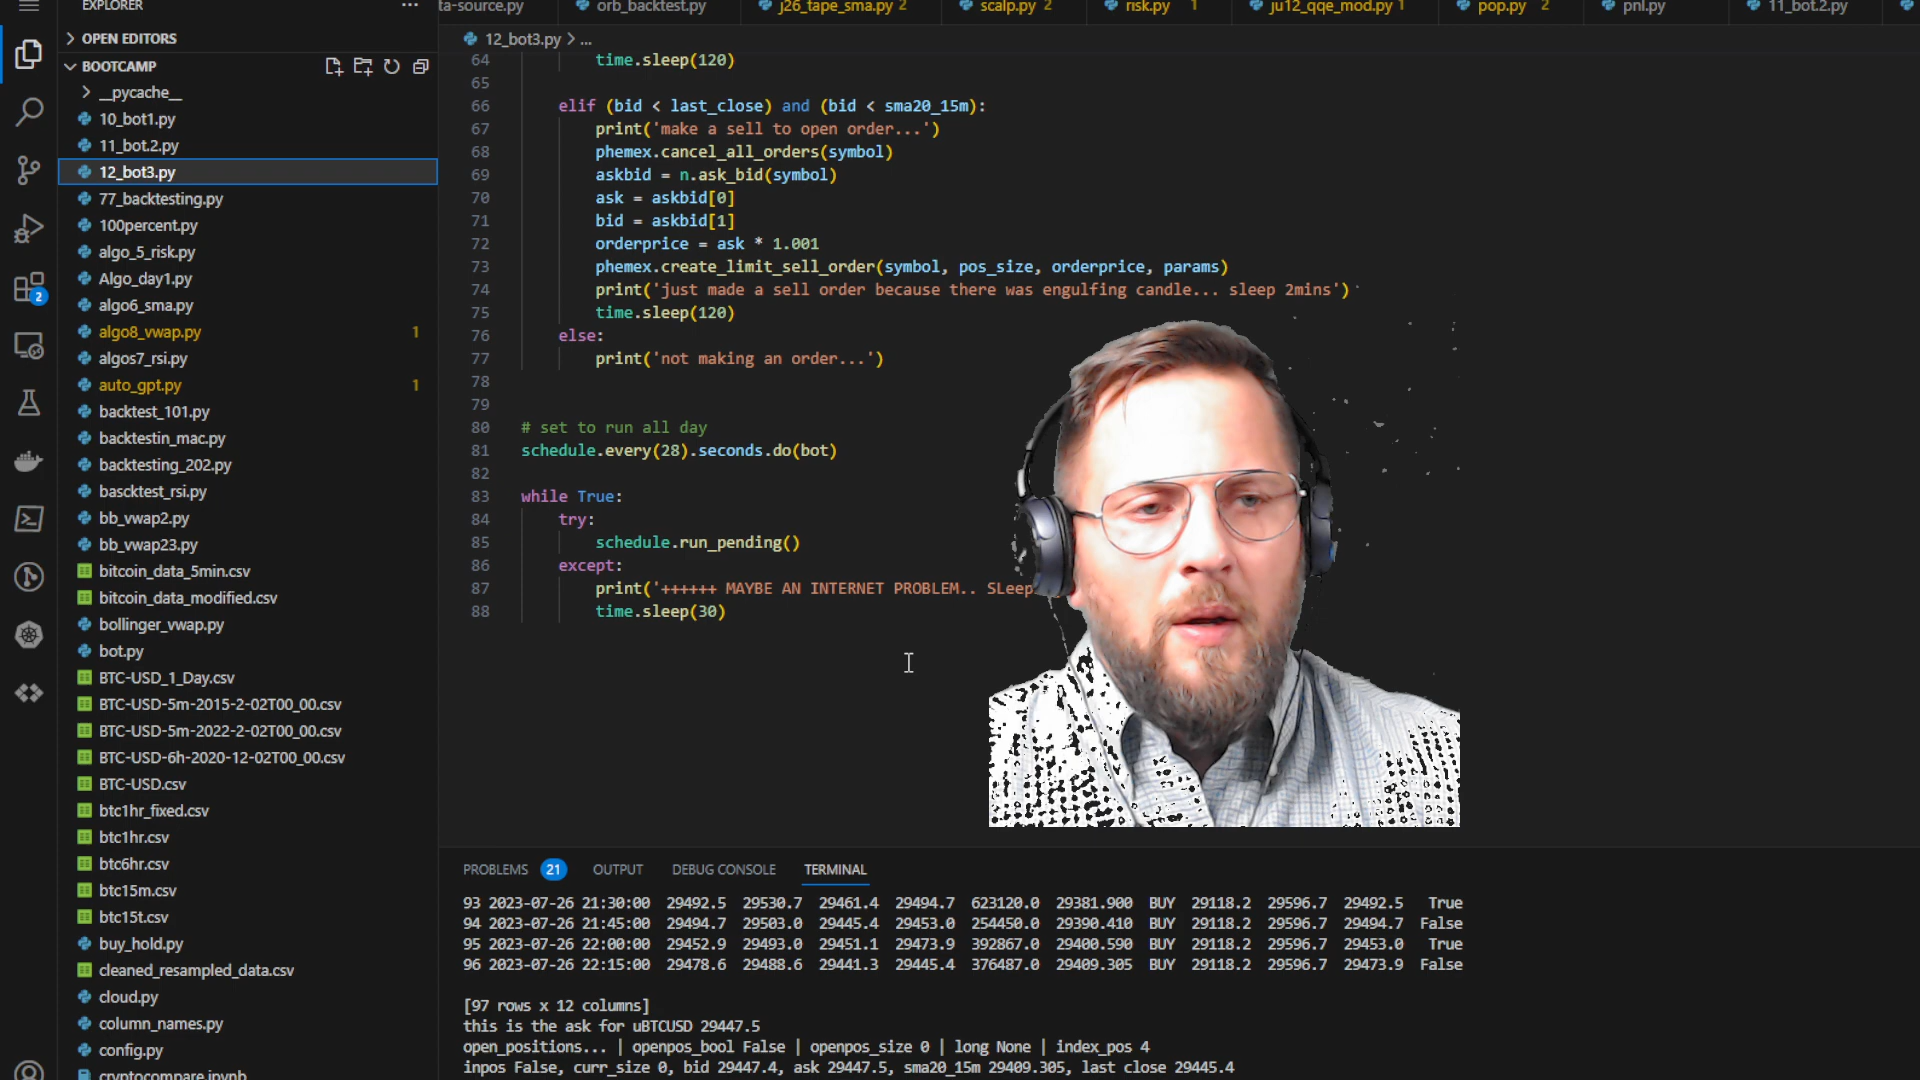 EXPLORER
ta-source.py
orb_backtest.py
j26_tape_sma.py 2
scalp.py 2
risk.py 1
ju12_qqe_mod.py 1
pop.py 2
pnl.py
11_bot.2.py
OPEN EDITORS
BOOTCAMP
__pycache__
10_bot1.py
11_bot.2.py
12_bot3.py
77_backtesting.py
100percent.py
algo_5_risk.py
Algo_day1.py
algo6_sma.py
algo8_vwap.py 1
algos7_rsi.py
auto_gpt.py 1
backtest_101.py
backtestin_mac.py
backtesting_202.py
bascktest_rsi.py
bb_vwap2.py
bb_vwap23.py
bitcoin_data_5min.csv
bitcoin_data_modified.csv
bollinger_vwap.py
bot.py
BTC-USD_1_Day.csv
BTC-USD-5m-2015-2-02T00_00.csv
BTC-USD-5m-2022-2-02T00_00.csv
BTC-USD-6h-2020-12-02T00_00.csv
BTC-USD.csv
btc1hr_fixed.csv
btc1hr.csv
btc6hr.csv
btc15m.csv
btc15t.csv
buy_hold.py
cleaned_resampled_data.csv
cloud.py
column_names.py
config.py
cryptocompare.ipynb
2
12_bot3.py > ...
64 time.sleep(120)
65
66 elif (bid < last_close) and (bid < sma20_15m):
67 print('make a sell to open order...')
68 phemex.cancel_all_orders(symbol)
69 askbid = n.ask_bid(symbol)
70 ask = askbid[0]
71 bid = askbid[1]
72 orderprice = ask * 1.001
73 phemex.create_limit_sell_order(symbol, pos_size, orderprice, params)
74 print('just made a sell order because there was engulfing candle... sleep 2mins')
75 time.sleep(120)
76 else:
77 print('not making an order...')
78
79
80 # set to run all day
81 schedule.every(28).seconds.do(bot)
82
83 while True:
84 try:
85 schedule.run_pending()
86 except:
87 print('++++++ MAYBE AN INTERNET PROBLEM.. SLeep
88 time.sleep(30)
PROBLEMS 21 OUTPUT DEBUG CONSOLE TERMINAL
93 2023-07-26 21:30:00 29492.5 29530.7 29461.4 29494.7 623120.0 29381.900 BUY 29118.2 29596.7 29492.5 True
94 2023-07-26 21:45:00 29494.7 29503.0 29445.4 29453.0 254450.0 29390.410 BUY 29118.2 29596.7 29494.7 False
95 2023-07-26 22:00:00 29452.9 29493.0 29451.1 29473.9 392867.0 29400.590 BUY 29118.2 29596.7 29453.0 True
96 2023-07-26 22:15:00 29478.6 29488.6 29441.3 29445.4 376487.0 29409.305 BUY 29118.2 29596.7 29473.9 False
[97 rows x 12 columns]
this is the ask for uBTCUSD 29447.5
open_positions... | openpos_bool False | openpos_size 0 | long None | index_pos 4
inpos False, curr_size 0, bid 29447.4, ask 29447.5, sma20_15m 29409.305, last close 29445.4